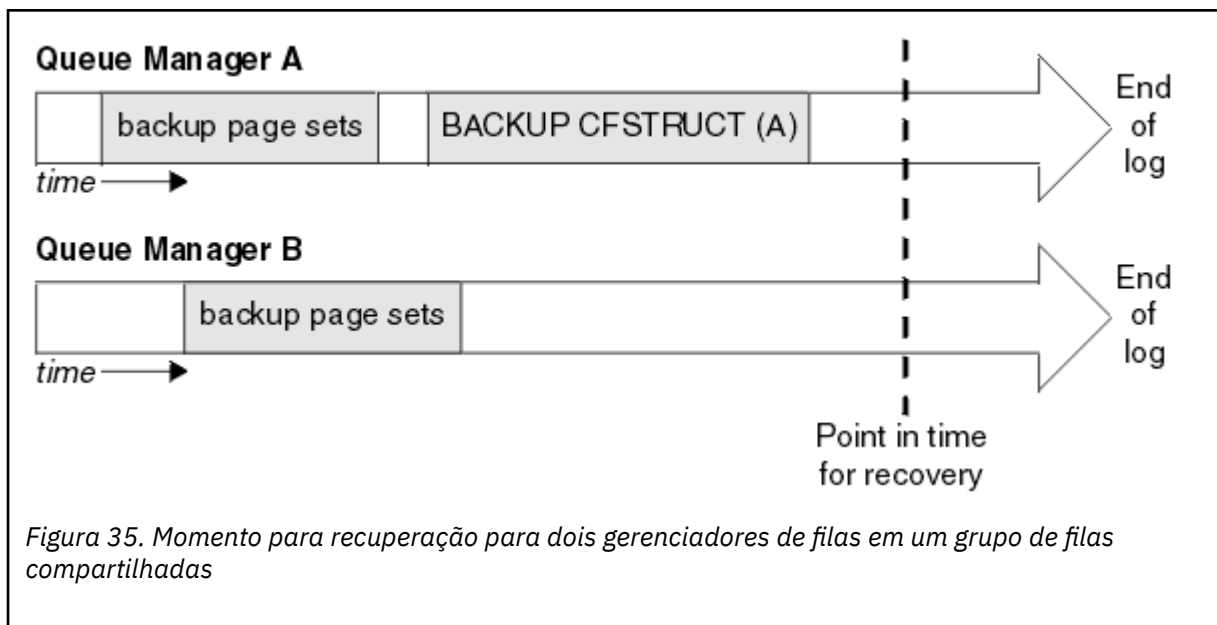 Queue Manager A
backup page sets
BACKUP CFSTRUCT (A)
End
of
log
time
Queue Manager B
backup page sets
End
of
log
time
Point in time
for recovery
Figura 35. Momento para recuperação para dois gerenciadores de filas em um grupo de filas
compartilhadas